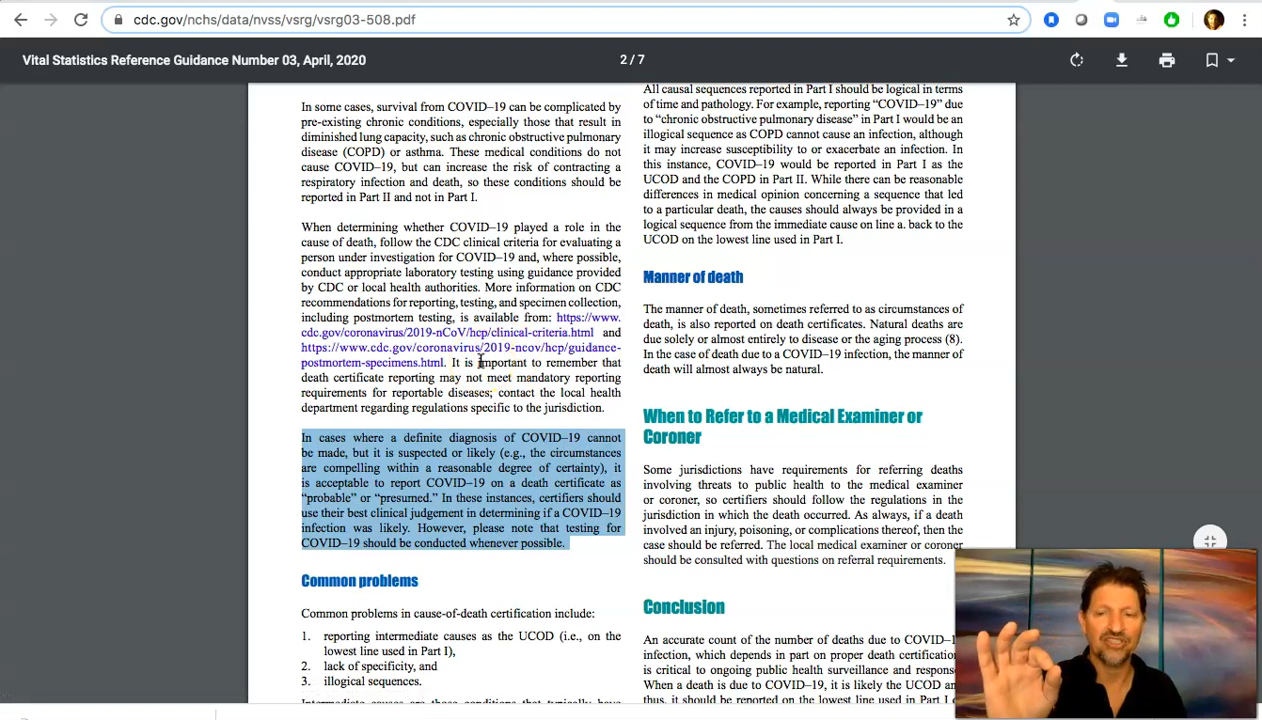 cdc.gov/nchs/data/nvss/vsrg/vsrg03-508.pdf
Vital Statistics Reference Guidance Number 03, April, 2020
2 / 7
In some cases, survival from COVID–19 can be complicated by
pre-existing chronic conditions, especially those that result in
diminished lung capacity, such as chronic obstructive pulmonary
disease (COPD) or asthma. These medical conditions do not
cause COVID–19, but can increase the risk of contracting a
respiratory infection and death, so these conditions should be
reported in Part II and not in Part I.
When determining whether COVID–19 played a role in the
cause of death, follow the CDC clinical criteria for evaluating a
person under investigation for COVID–19 and, where possible,
conduct appropriate laboratory testing using guidance provided
by CDC or local health authorities. More information on CDC
recommendations for reporting, testing, and specimen collection,
including postmortem testing, is available from: https://www.
cdc.gov/coronavirus/2019-nCoV/hcp/clinical-criteria.html and
https://www.cdc.gov/coronavirus/2019-ncov/hcp/guidance-
postmortem-specimens.html. It is important to remember that
death certificate reporting may not meet mandatory reporting
requirements for reportable diseases; contact the local health
department regarding regulations specific to the jurisdiction.
In cases where a definite diagnosis of COVID–19 cannot
be made, but it is suspected or likely (e.g., the circumstances
are compelling within a reasonable degree of certainty), it
is acceptable to report COVID–19 on a death certificate as
“probable” or “presumed.” In these instances, certifiers should
use their best clinical judgement in determining if a COVID–19
infection was likely. However, please note that testing for
COVID–19 should be conducted whenever possible.
Common problems
Common problems in cause-of-death certification include:
1. reporting intermediate causes as the UCOD (i.e., on the
lowest line used in Part I),
2. lack of specificity, and
3. illogical sequences.
All causal sequences reported in Part I should be logical in terms
of time and pathology. For example, reporting “COVID–19” due
to “chronic obstructive pulmonary disease” in Part I would be an
illogical sequence as COPD cannot cause an infection, although
it may increase susceptibility to or exacerbate an infection. In
this instance, COVID–19 would be reported in Part I as the
UCOD and the COPD in Part II. While there can be reasonable
differences in medical opinion concerning a sequence that led
to a particular death, the causes should always be provided in a
logical sequence from the immediate cause on line a. back to the
UCOD on the lowest line used in Part I.
Manner of death
The manner of death, sometimes referred to as circumstances of
death, is also reported on death certificates. Natural deaths are
due solely or almost entirely to disease or the aging process (8).
In the case of death due to a COVID–19 infection, the manner of
death will almost always be natural.
When to Refer to a Medical Examiner or
Coroner
Some jurisdictions have requirements for referring deaths
involving threats to public health to the medical examiner
or coroner, so certifiers should follow the regulations in the
jurisdiction in which the death occurred. As always, if a death
involved an injury, poisoning, or complications thereof, then the
case should be referred. The local medical examiner or coroner
should be consulted with questions on referral requirements.
Conclusion
An accurate count of the number of deaths due to COVID–
infection, which depends in part on proper death certification,
is critical to ongoing public health surveillance and
When a death is due to COVID–19, it is likely the UCOD
thus, it should be reported on the lowest line used in Part I